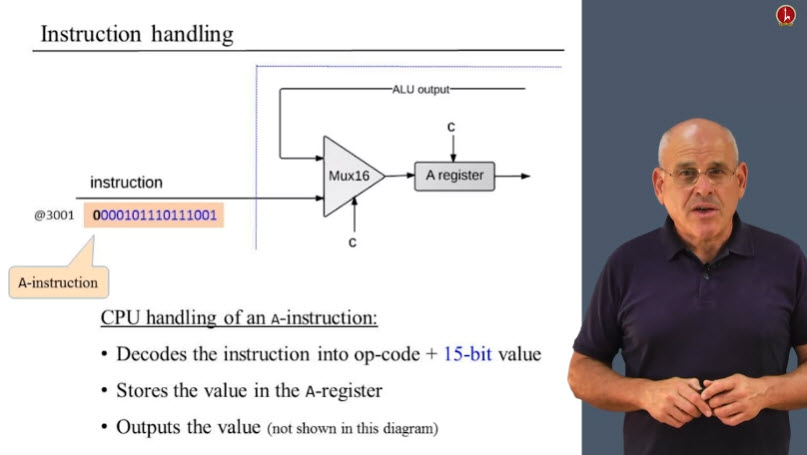 Instruction handling
ALU output
C
Mux16
A register
instruction
@3001 0000101110111001
C
A-instruction
CPU handling of an A-instruction:
• Decodes the instruction into op-code + 15-bit value
• Stores the value in the A-register
• Outputs the value (not shown in this diagram)